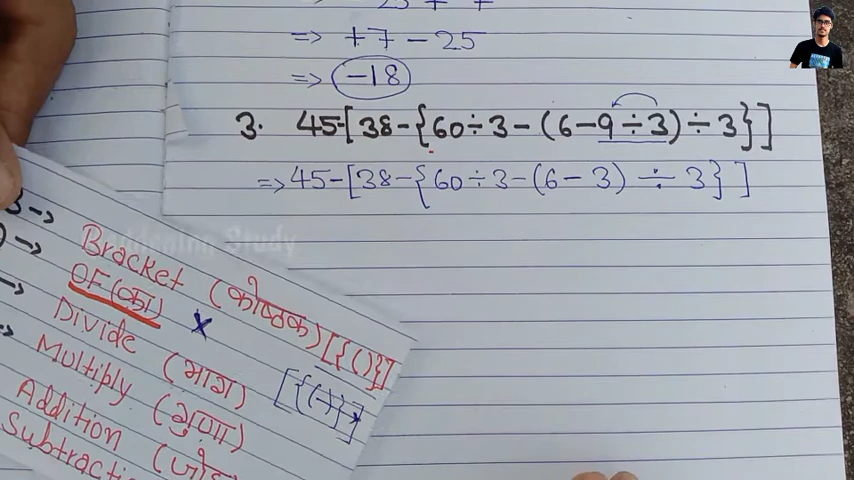 => +7 - 25
=> -18
3. 45-[38-{60÷3-(6-9÷3)÷3}]
=> 45-[38-{60÷3-(6-3) ÷ 3} ]
Bracket (कोष्ठक) [{()}]
OF (का) x
Divide (भाग) [{(-)}]
Multiply (गुणा)
Addition